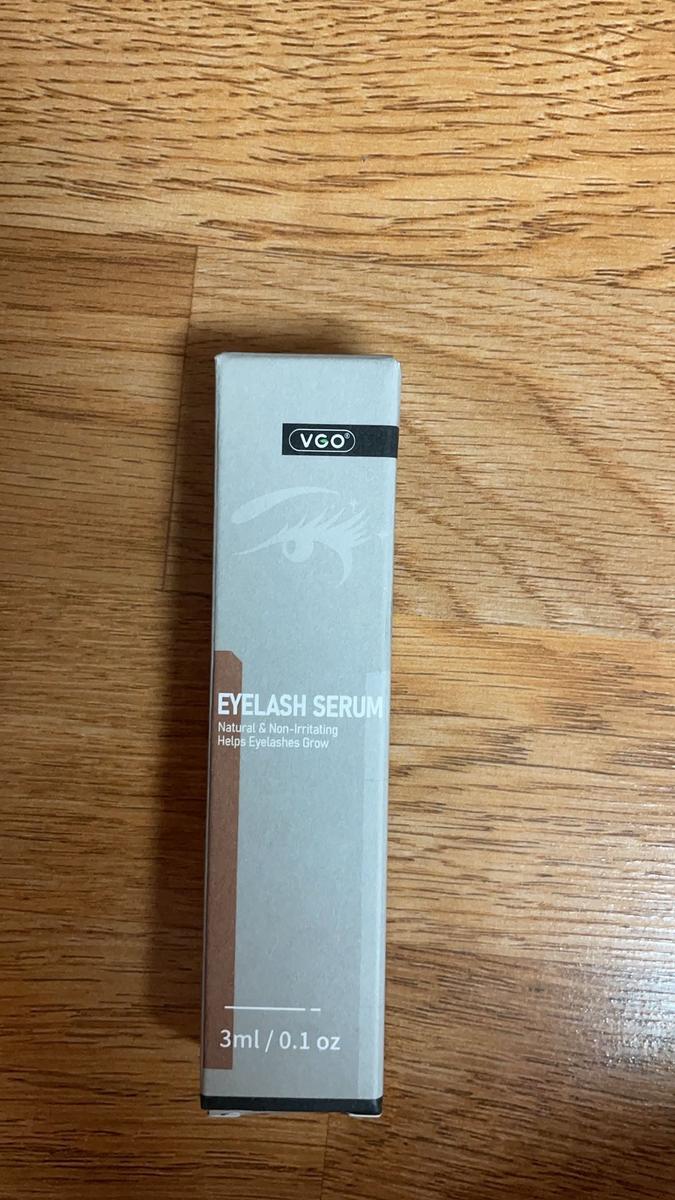 VGO®
EYELASH SERUM
Natural & Non-Irritating
Helps Eyelashes Grow
3ml / 0.1 oz